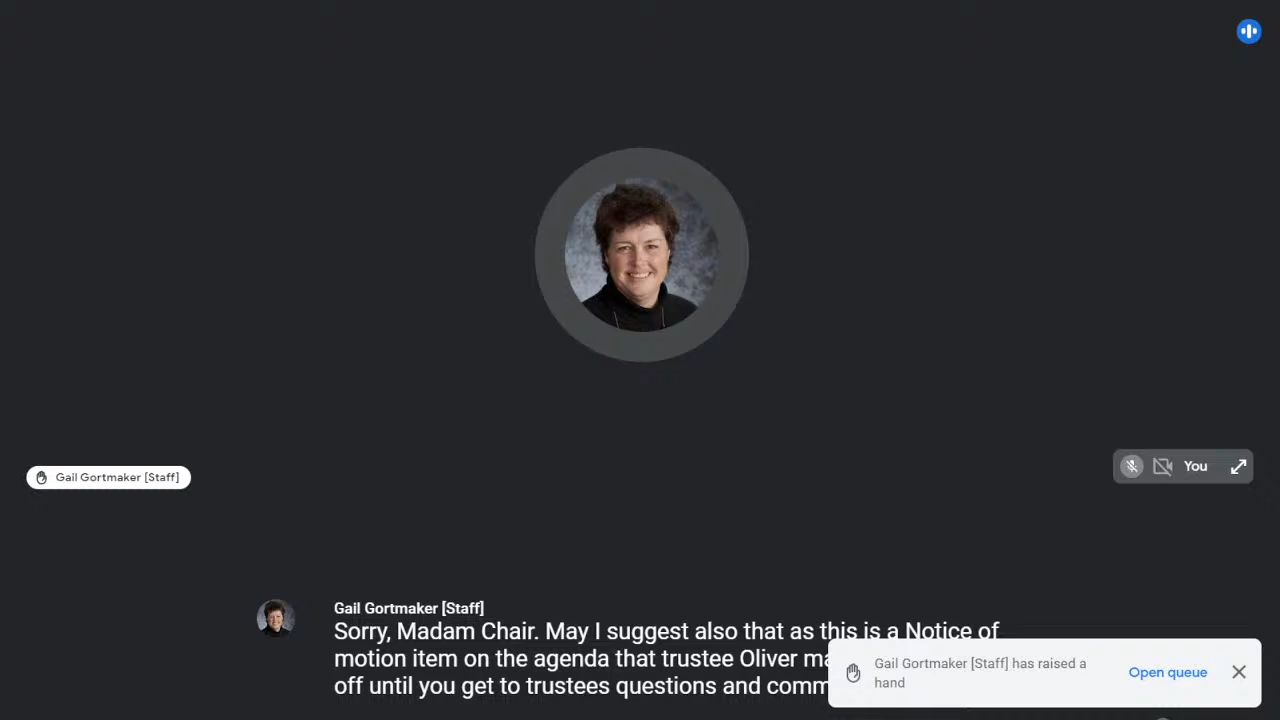 Gail Gortmaker [Staff]
You
Gail Gortmaker [Staff]
Sorry, Madam Chair. May I suggest also that as this is a Notice of
motion item on the agenda that trustee Oliver
off until you get to trustees questions and
Gail Gortmaker [Staff] has raised a
hand
Open queue